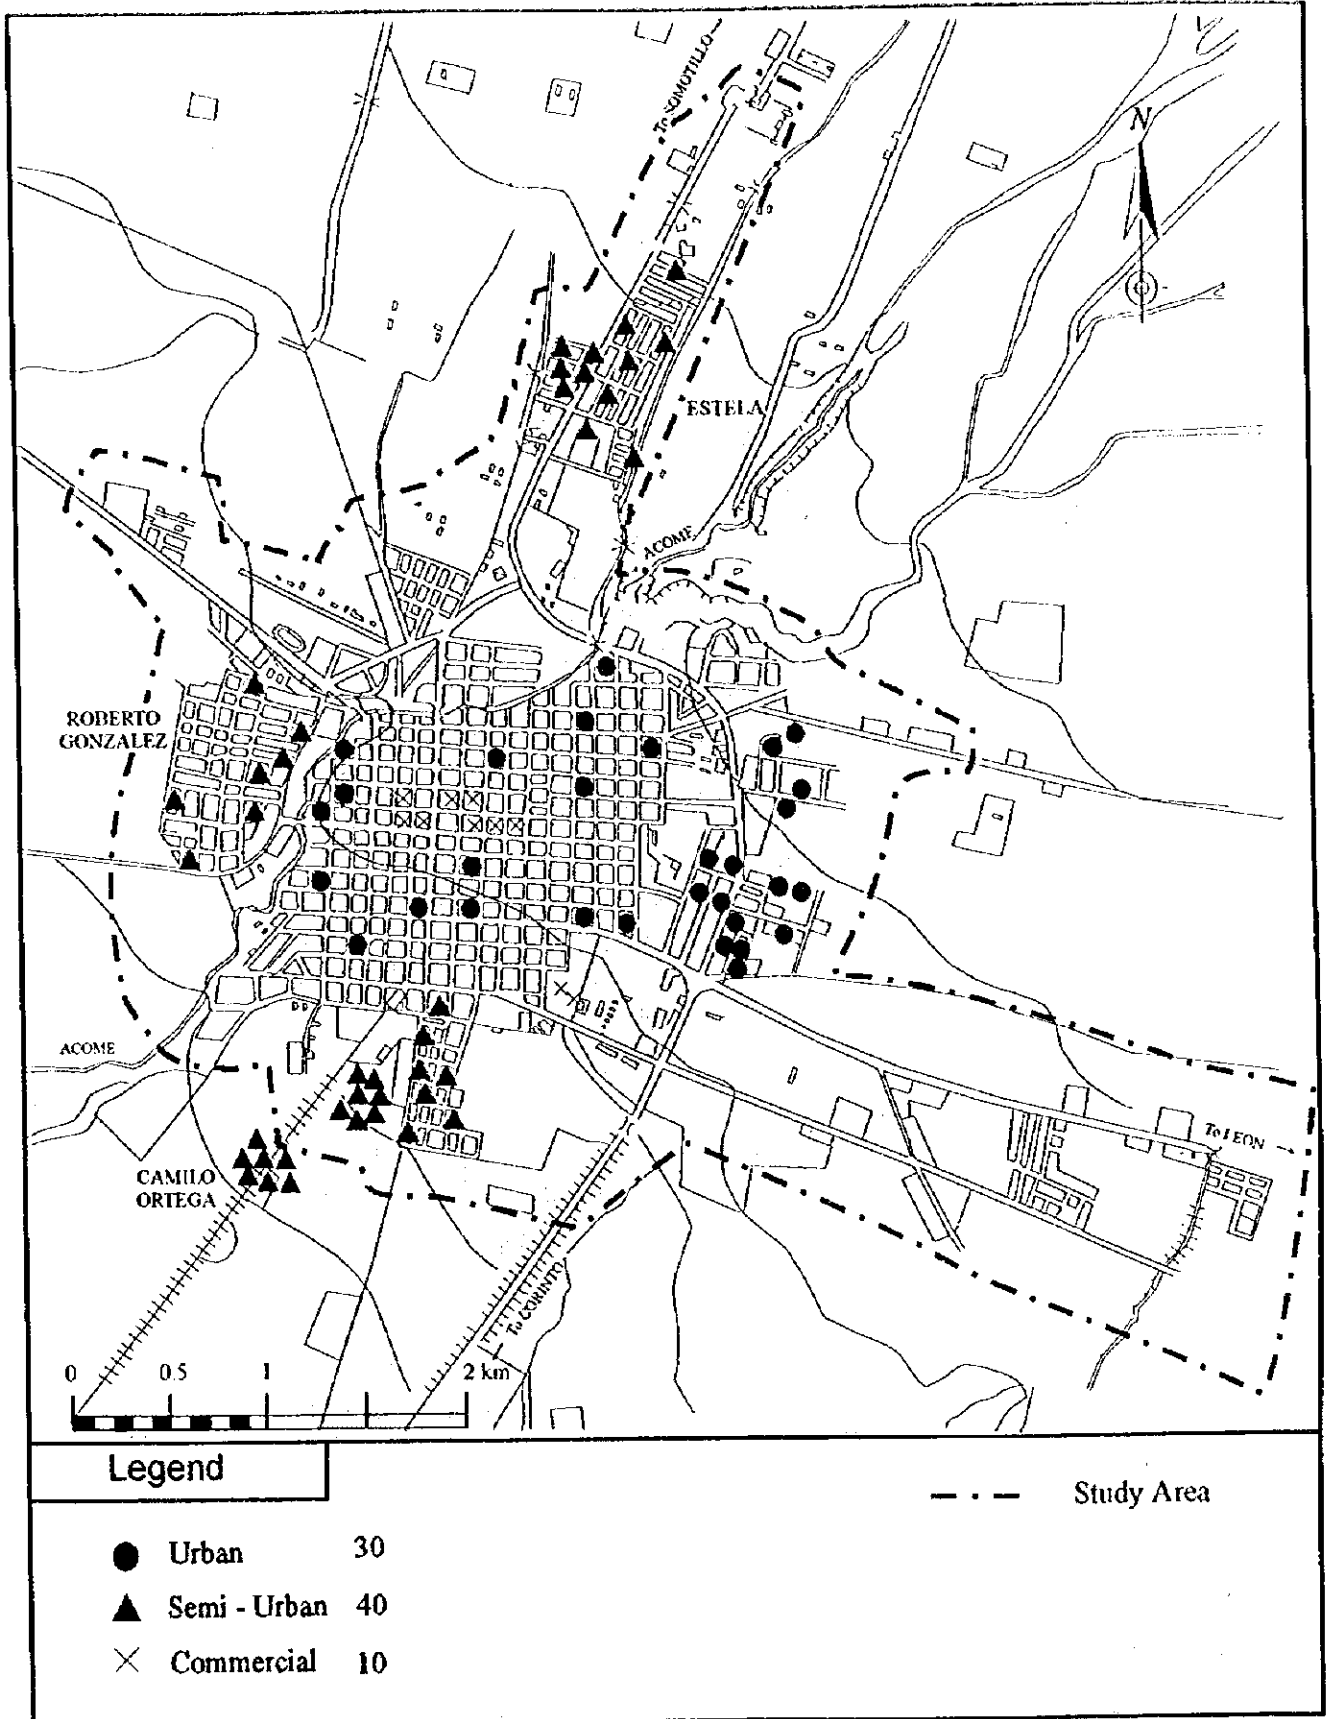 To SOMOTILLO
N
ESTELA
ACOME
ROBERTO
GONZALEZ
ACOME
To LEON
CAMILO
ORTEGA
To CORINTO
0 0.5 1 2 km
Legend
Study Area
Urban 30
Semi - Urban 40
Commercial 10